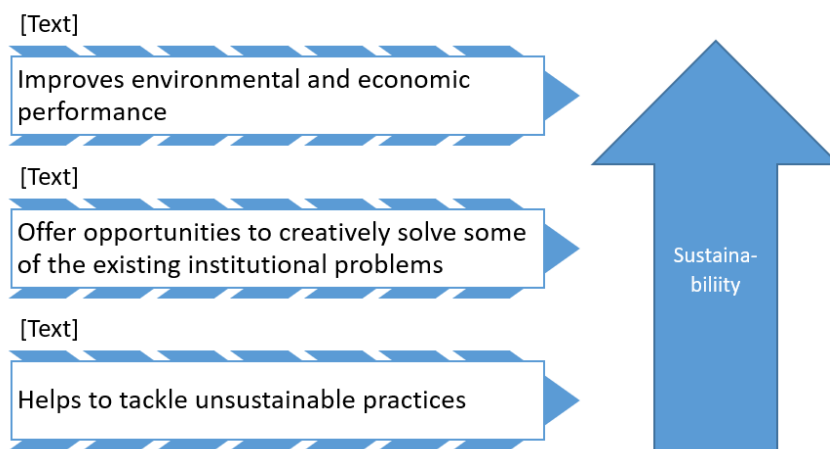 [Text]
Improves environmental and economic
performance
[Text]
Offer opportunities to creatively solve some
of the existing institutional problems
[Text]
Helps to tackle unsustainable practices
Sustaina-
biliity